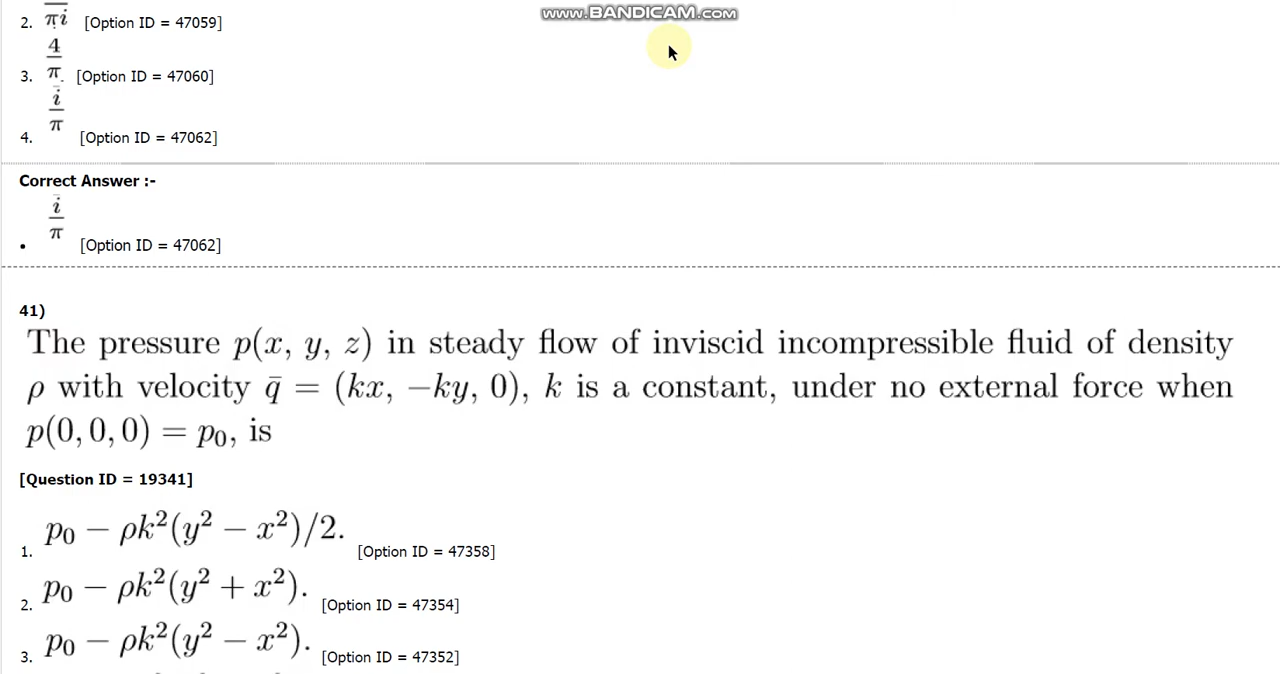 www.BANDICAM.com
2. πi [Option ID = 47059]
3. 4/π [Option ID = 47060]
4. i/π [Option ID = 47062]
Correct Answer :-
• i/π [Option ID = 47062]
41)
The pressure p(x, y, z) in steady flow of inviscid incompressible fluid of density
ρ with velocity q̄ = (kx, −ky, 0), k is a constant, under no external force when
p(0, 0, 0) = p₀, is
[Question ID = 19341]
1. p₀ − ρk²(y² − x²)/2. [Option ID = 47358]
2. p₀ − ρk²(y² + x²). [Option ID = 47354]
3. p₀ − ρk²(y² − x²). [Option ID = 47352]